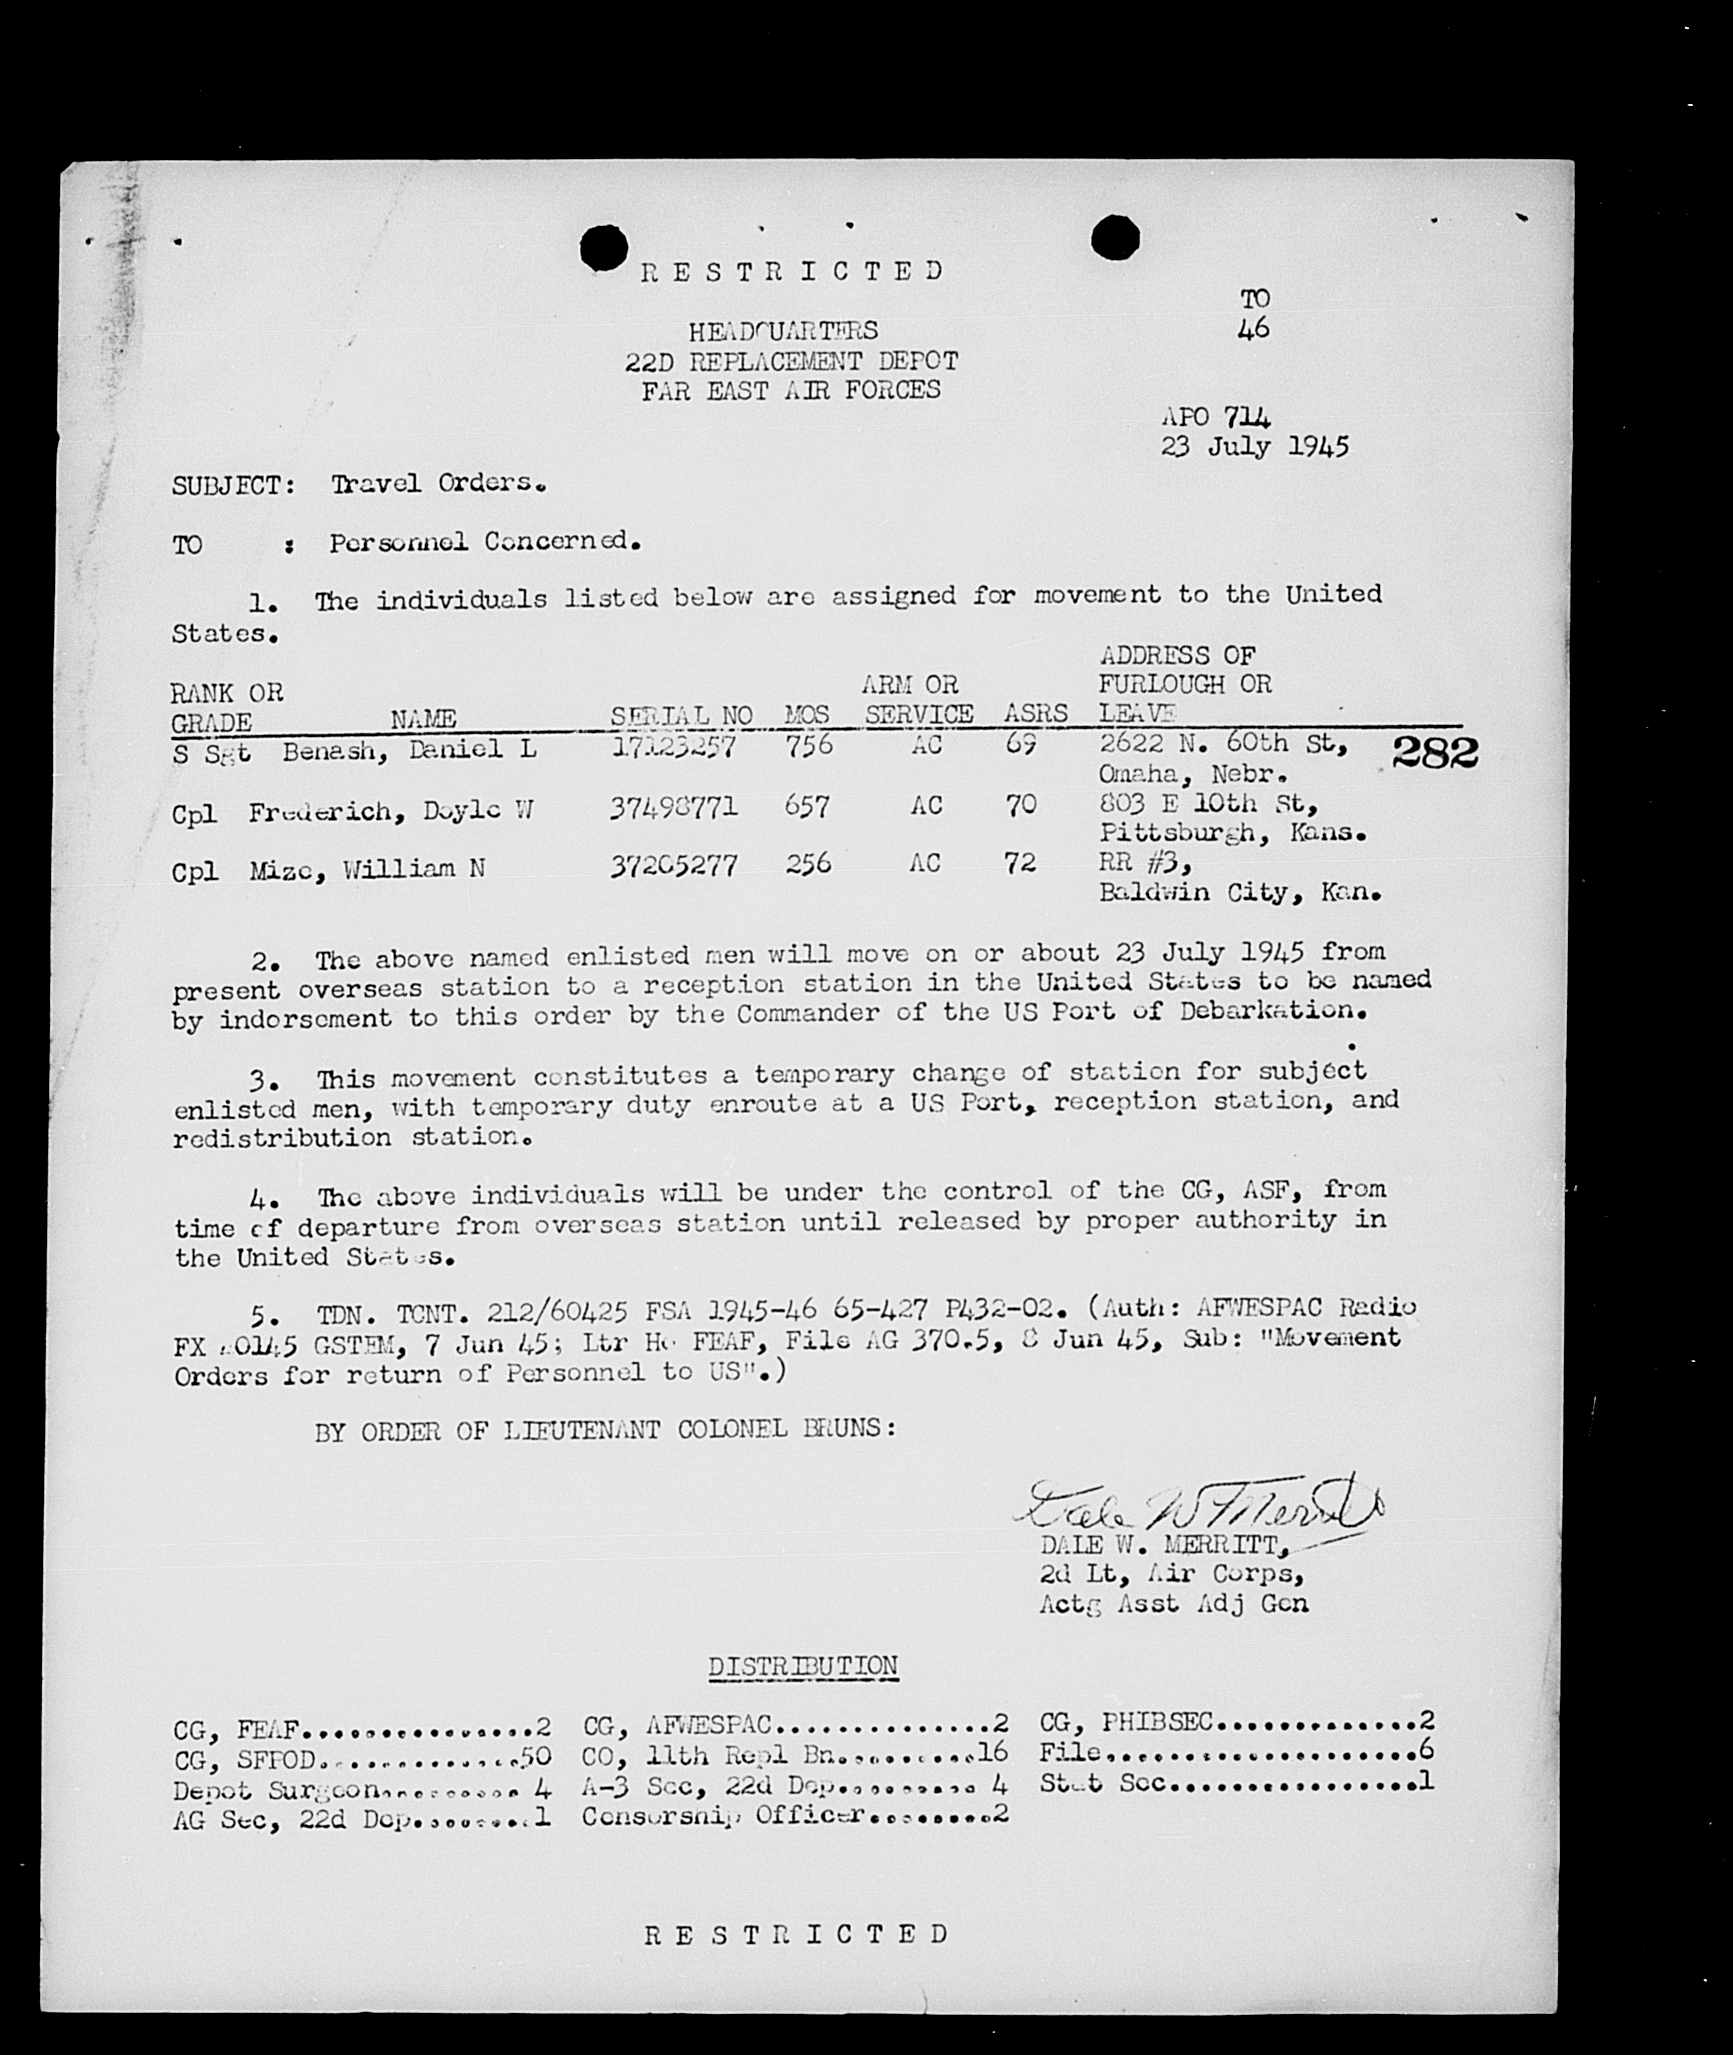 R E S T R I C T E D
TO
46
HEADQUARTERS
22D REPLACEMENT DEPOT
FAR EAST AIR FORCES
APO 714
23 July 1945
SUBJECT: Travel Orders.
TO : Personnel Concerned.
1. The individuals listed below are assigned for movement to the United
States.
RANK OR GRADE NAME SERIAL NO MOS ARM OR SERVICE ASRS ADDRESS OF FURLOUGH OR LEAVE
S Sgt Benash, Daniel L 17123257 756 AC 69 2622 N. 60th St, 282
Omaha, Nebr.
Cpl Frederich, Doyle W 37498771 657 AC 70 803 E 10th St,
Pittsburgh, Kans.
Cpl Mize, William N 37205277 256 AC 72 RR #3,
Baldwin City, Kan.
2. The above named enlisted men will move on or about 23 July 1945 from
present overseas station to a reception station in the United States to be named
by indorsement to this order by the Commander of the US Port of Debarkation.
3. This movement constitutes a temporary change of station for subject
enlisted men, with temporary duty enroute at a US Port, reception station, and
redistribution station.
4. The above individuals will be under the control of the CG, ASF, from
time of departure from overseas station until released by proper authority in
the United States.
5. TDN. TCNT. 212/60425 FSA 1945-46 65-427 P432-02. (Auth: AFWESPAC Radio
FX GSTEM, 7 Jun 45; Ltr Hq FEAF, File AG 370.5, 8 Jun 45, Sub: "Movement
Orders for return of Personnel to US".)
BY ORDER OF LIEUTENANT COLONEL BRUNS:
Dale W Merritt
DALE W. MERRITT,
2d Lt, Air Corps,
Actg Asst Adj Gen
DISTRIBUTION
CG, FEAF...............2 CG, AFWESPAC..............2 CG, PHIBSEC.............2
CG, SFPOD.............50 CO, 11th Repl Bn.........16 File....................6
Depot Surgeon......... 4 A-3 Sec, 22d Dep......... 4 Stat Sec................1
AG Sec, 22d Dep........1 Censorship Officer........2
R E S T R I C T E D